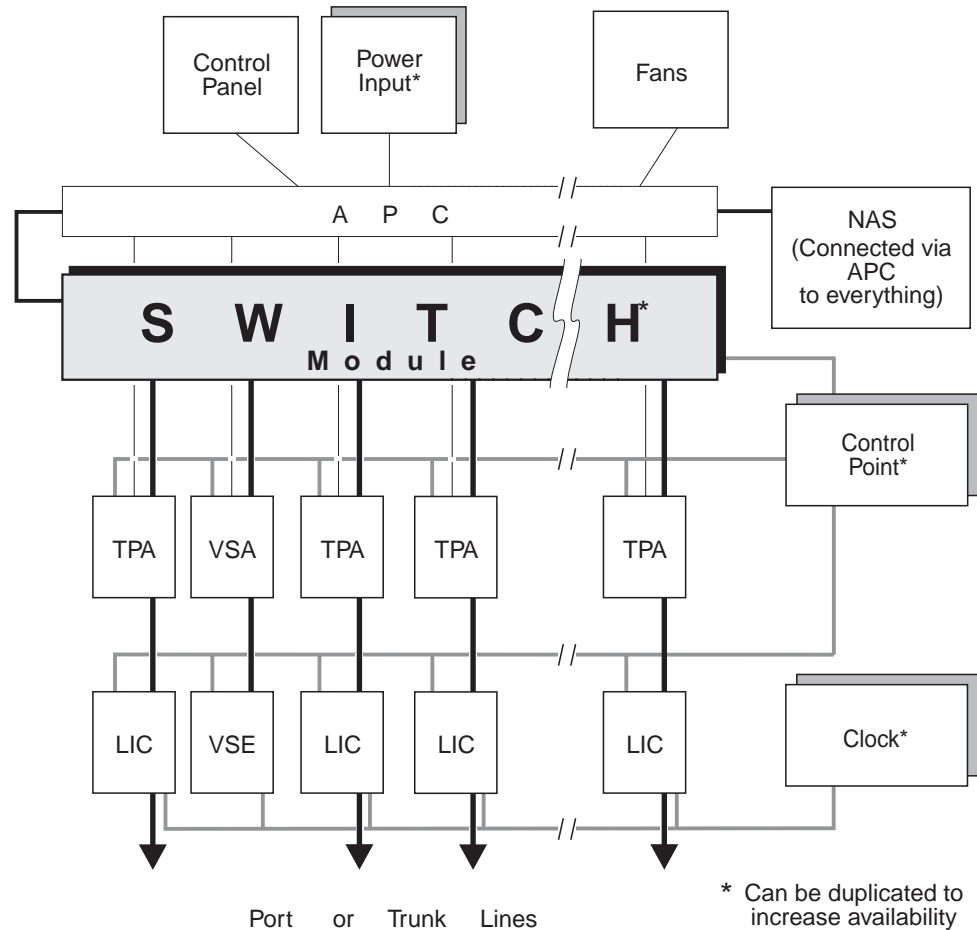 Control
Panel
Power
Input*
Fans
A P C
NAS
(Connected via
APC
to everything)
S W I T C H*
Module
Control
Point*
TPA
VSA
TPA
TPA
TPA
LIC
VSE
LIC
LIC
LIC
Clock*
Port or Trunk Lines
* Can be duplicated to
increase availability